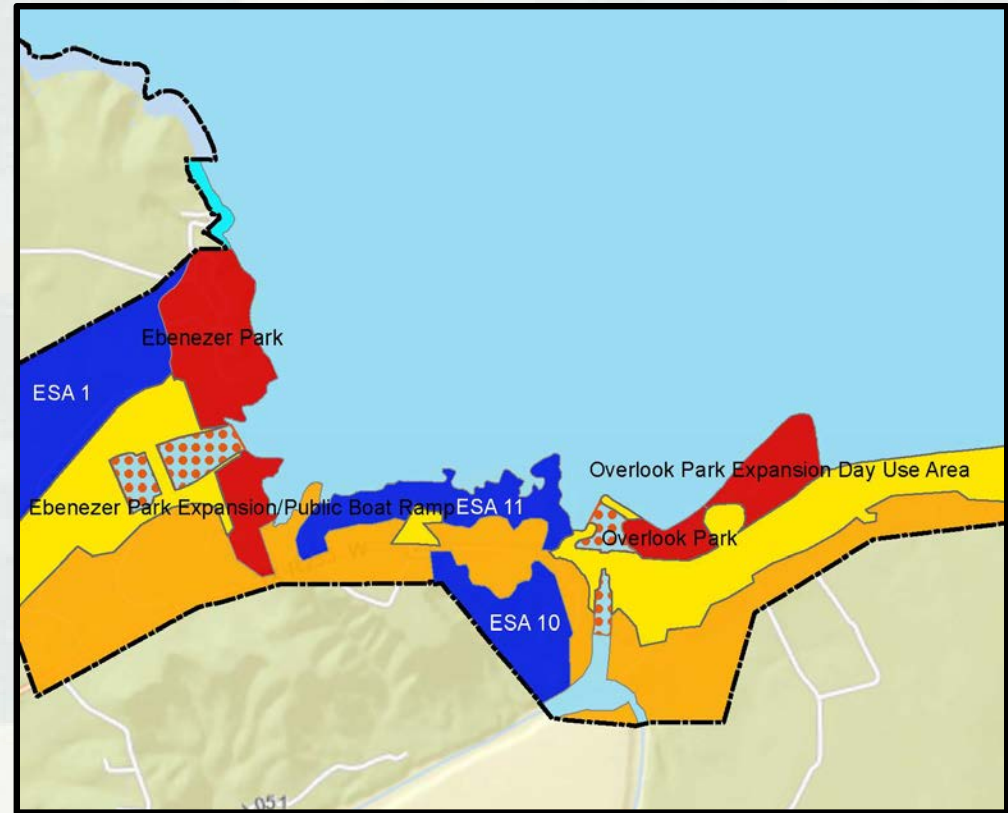 Ebenezer Park
ESA 1
Overlook Park Expansion Day Use Area
Ebenezer Park Expansion/Public Boat Ramp
ESA 11
Overlook Park
ESA 10